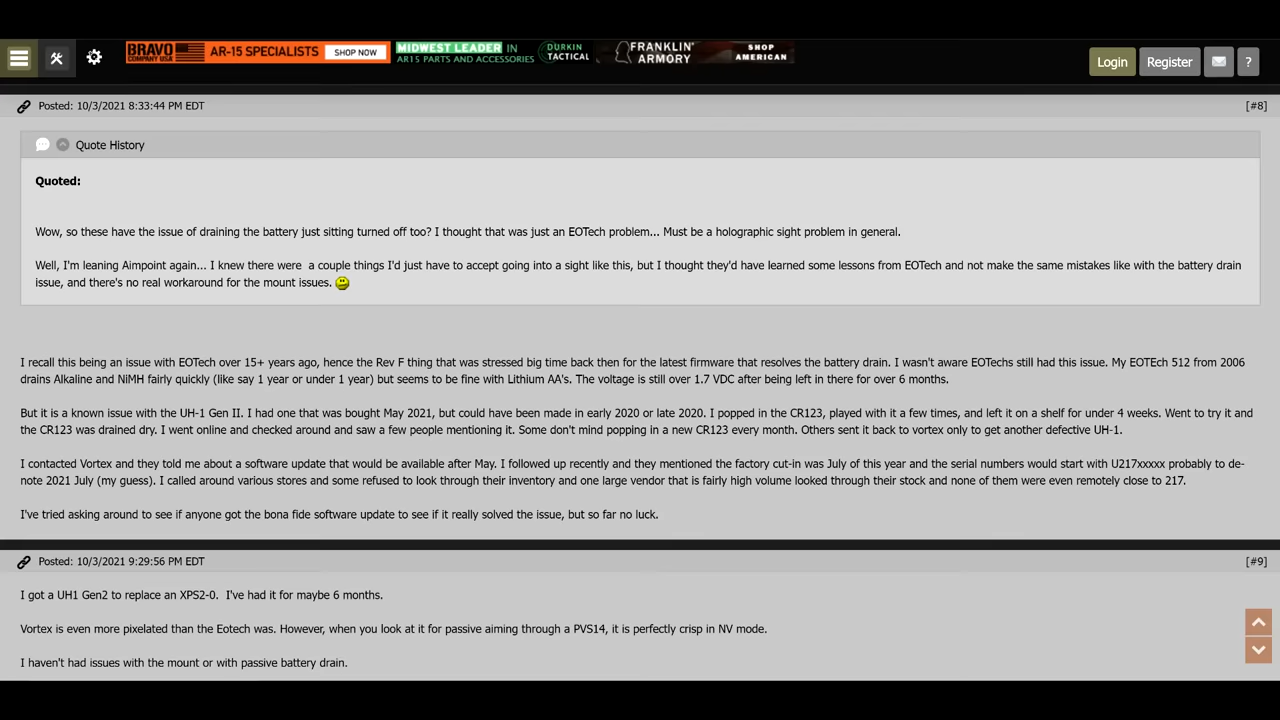 BRAVO COMPANY USA AR-15 SPECIALISTS SHOP NOW
MIDWEST LEADER IN AR15 PARTS AND ACCESSORIES DURKIN TACTICAL
FRANKLIN ARMORY SHOP AMERICAN
Login Register ?
Posted: 10/3/2021 8:33:44 PM EDT [#8]
Quote History
Quoted:
Wow, so these have the issue of draining the battery just sitting turned off too? I thought that was just an EOTech problem... Must be a holographic sight problem in general.
Well, I'm leaning Aimpoint again... I knew there were a couple things I'd just have to accept going into a sight like this, but I thought they'd have learned some lessons from EOTech and not make the same mistakes like with the battery drain
issue, and there's no real workaround for the mount issues.
I recall this being an issue with EOTech over 15+ years ago, hence the Rev F thing that was stressed big time back then for the latest firmware that resolves the battery drain. I wasn't aware EOTechs still had this issue. My EOTEch 512 from 2006
drains Alkaline and NiMH fairly quickly (like say 1 year or under 1 year) but seems to be fine with Lithium AA's. The voltage is still over 1.7 VDC after being left in there for over 6 months.
But it is a known issue with the UH-1 Gen II. I had one that was bought May 2021, but could have been made in early 2020 or late 2020. I popped in the CR123, played with it a few times, and left it on a shelf for under 4 weeks. Went to try it and
the CR123 was drained dry. I went online and checked around and saw a few people mentioning it. Some don't mind popping in a new CR123 every month. Others sent it back to vortex only to get another defective UH-1.
I contacted Vortex and they told me about a software update that would be available after May. I followed up recently and they mentioned the factory cut-in was July of this year and the serial numbers would start with U217xxxxx probably to de-
note 2021 July (my guess). I called around various stores and some refused to look through their inventory and one large vendor that is fairly high volume looked through their stock and none of them were even remotely close to 217.
I've tried asking around to see if anyone got the bona fide software update to see if it really solved the issue, but so far no luck.
Posted: 10/3/2021 9:29:56 PM EDT [#9]
I got a UH1 Gen2 to replace an XPS2-0. I've had it for maybe 6 months.
Vortex is even more pixelated than the Eotech was. However, when you look at it for passive aiming through a PVS14, it is perfectly crisp in NV mode.
I haven't had issues with the mount or with passive battery drain.